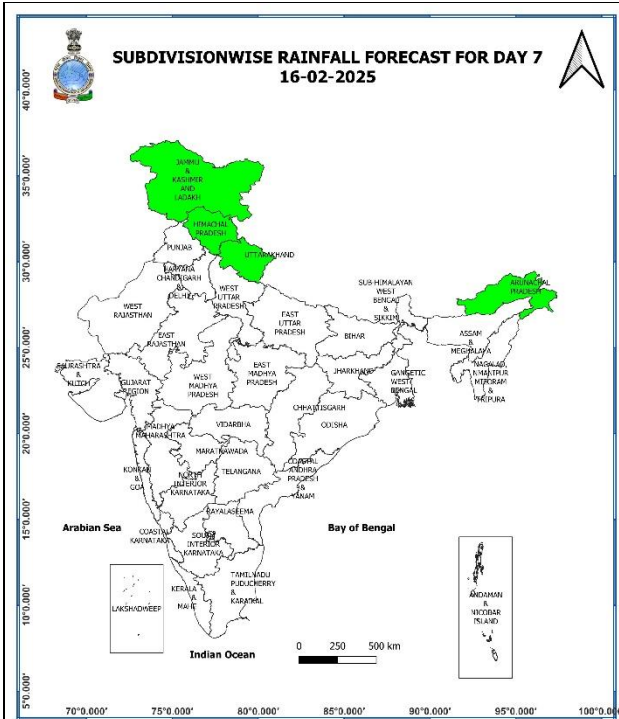 SUBDIVISIONWISE RAINFALL FORECAST FOR DAY 7
16-02-2025
40°0.000'
35°0.000'
30°0.000'
25°0.000'
20°0.000'
15°0.000'
10°0.000'
5°0.000'
JAMMU
&
KASHMIR
AND
LADAKH
HIMACHAL
PRADESH
PUNJAB
UTTARAKHAND
HARYANA
CHANDIGARH
&
DELHI
WEST
UTTAR
PRADESH
SUB-HIMALAYAN
WEST
BENGAL
&
SIKKIM
ARUNACHAL
PRADESH
WEST
RAJASTHAN
EAST
RAJASTHAN
EAST
UTTAR
PRADESH
BIHAR
ASSAM
&
MEGHALAYA
SAURASHTRA
&
KUTCH
GUJARAT
REGION
WEST
MADHYA
PRADESH
EAST
MADHYA
PRADESH
JHARKHAND
GANGETIC
WEST
BENGAL
NAGALAD,
MANIPUR
MIZORAM
&
TRIPURA
CHHATTISGARH
ODISHA
MADHYA
MAHARASHTRA
VIDARBHA
MARATNAWADA
KONKAN
&
GOA
NORTH
INTERIOR
KARNATAKA
TELANGANA
COASTAL
ANDHRA
PRADESH
&
YANAM
RAYALASEEMA
Arabian Sea
Bay of Bengal
COASTAL
KARNATAKA
SOUTH
INTERIOR
KARNATAKA
LAKSHADWEEP
KERALA
&
MAHE
TAMILNADU
PUDUCHERRY
&
KARAIKAL
ANDAMAN
&
NICOBAR
ISLAND
Indian Ocean
0 250 500 km
70°0.000' 75°0.000' 80°0.000' 85°0.000' 90°0.000' 95°0.000' 100°0.00